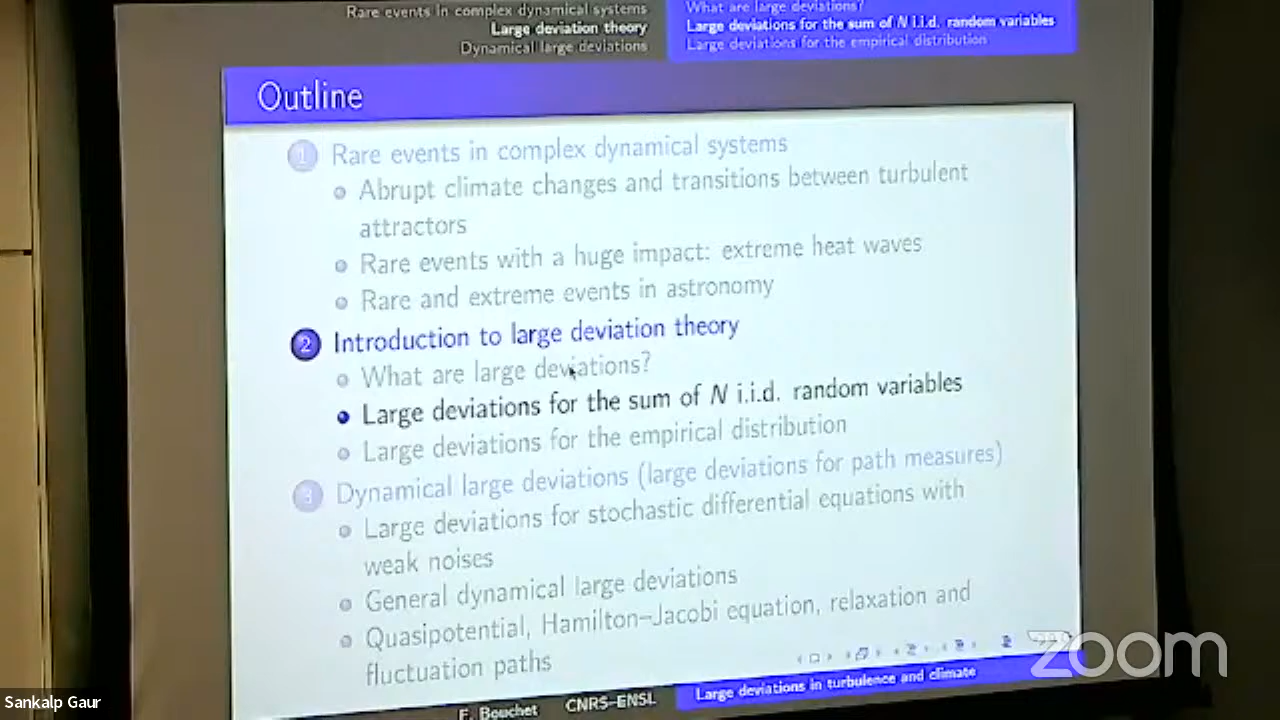 Rare events in complex dynamical systems
Large deviation theory
Dynamical large deviations
What are large deviations?
Large deviations for the sum of N i.i.d. random variables
Large deviations for the empirical distribution
Outline
1 Rare events in complex dynamical systems
Abrupt climate changes and transitions between turbulent
attractors
Rare events with a huge impact: extreme heat waves
Rare and extreme events in astronomy
2 Introduction to large deviation theory
What are large deviations?
Large deviations for the sum of N i.i.d. random variables
Large deviations for the empirical distribution
3 Dynamical large deviations (large deviations for path measures)
Large deviations for stochastic differential equations with
weak noises
General dynamical large deviations
Quasipotential, Hamilton–Jacobi equation, relaxation and
fluctuation paths
F. Bouchet CNRS–ENSL
Large deviations in turbulence and climate
zoom
Sankalp Gaur